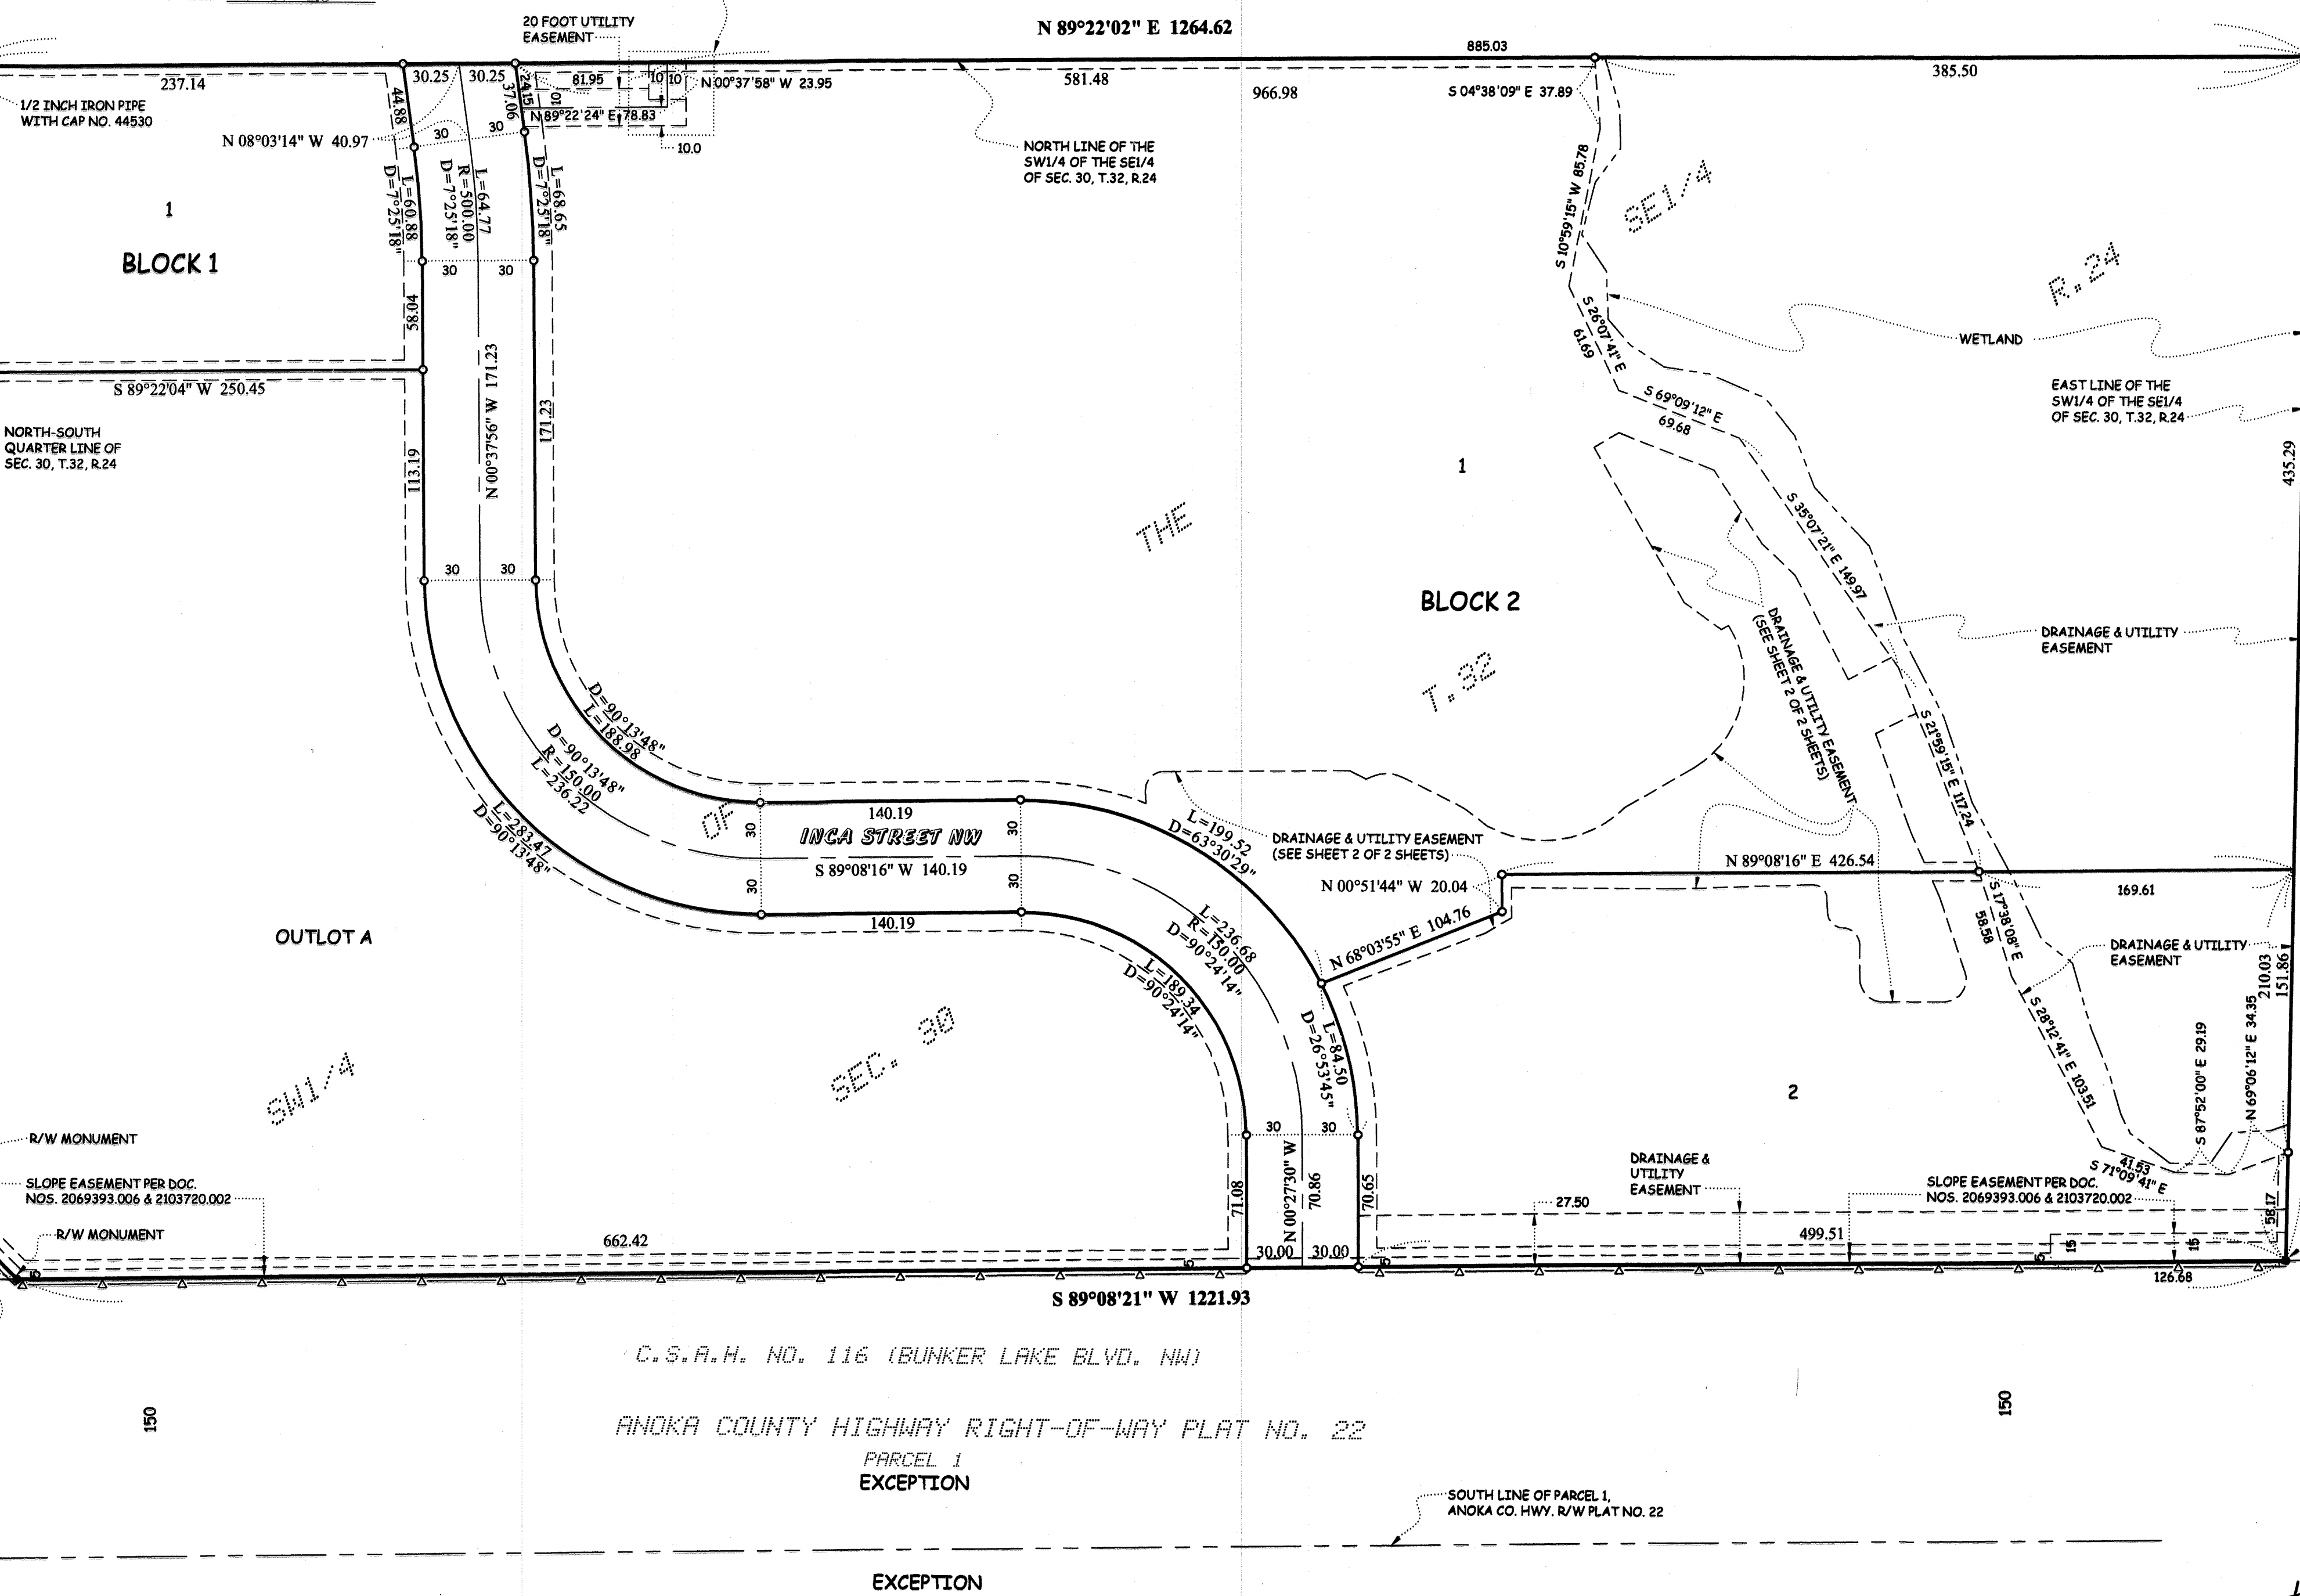 20 FOOT UTILITY
EASEMENT
N 89°22'02" E 1264.62
885.03
237.14
30.25
30.25
81.95
10
10
N 00°37'58" W 23.95
581.48
966.98
S 04°38'09" E 37.89
385.50
1/2 INCH IRON PIPE
WITH CAP NO. 44530
44.88
24.15
37.06
10
N 89°22'24" E 78.83
10.0
N 08°03'14" W 40.97
30
30
NORTH LINE OF THE
SW1/4 OF THE SE1/4
OF SEC. 30, T.32, R.24
L=60.88
D=7°25'18"
L=64.77
R=500.00
D=7°25'18"
L=68.65
D=7°25'18"
S 10°59'15" W 85.78
SE1/4
R.24
1
BLOCK 1
30
30
58.04
S 26°07'41" E
61.69
WETLAND
S 89°22'04" W 250.45
N 00°37'56" W 171.23
171.23
S 69°09'12" E
69.68
EAST LINE OF THE
SW1/4 OF THE SE1/4
OF SEC. 30, T.32, R.24
435.29
NORTH-SOUTH
QUARTER LINE OF
SEC. 30, T.32, R.24
113.19
THE
1
BLOCK 2
S 35°07'21" E 149.97
30
30
T.32
DRAINAGE & UTILITY EASEMENT
(SEE SHEET 2 OF 2 SHEETS)
DRAINAGE & UTILITY
EASEMENT
D=90°13'48"
L=188.98
D=90°13'48"
R=150.00
L=236.22
L=283.47
D=90°13'48"
S 21°59'15" E 117.24
OF
30
140.19
30
INCA STREET NW
S 89°08'16" W 140.19
30
30
140.19
L=199.52
D=63°30'29"
DRAINAGE & UTILITY EASEMENT
(SEE SHEET 2 OF 2 SHEETS)
N 00°51'44" W 20.04
N 89°08'16" E 426.54
169.61
N 68°03'55" E 104.76
L=236.68
R=150.00
D=90°24'14"
L=189.34
D=90°24'14"
S 17°38'08" E
58.58
DRAINAGE & UTILITY
EASEMENT
210.03
151.86
OUTLOT A
SEC. 30
SW1/4
L=84.50
D=26°53'45"
2
S 28°12'41" E 103.51
S 87°52'00" E 29.19
N 69°06'12" E 34.35
41.53
S 71°09'41" E
R/W MONUMENT
SLOPE EASEMENT PER DOC.
NOS. 2069393.006 & 2103720.002
R/W MONUMENT
30
30
71.08
N 00°27'30" W
70.86
70.65
DRAINAGE &
UTILITY
EASEMENT
27.50
SLOPE EASEMENT PER DOC.
NOS. 2069393.006 & 2103720.002
58.17
662.42
30.00
30.00
499.51
5
5
5
5
15
15
126.68
S 89°08'21" W 1221.93
C.S.A.H. NO. 116 (BUNKER LAKE BLVD. NW)
150
150
ANOKA COUNTY HIGHWAY RIGHT-OF-WAY PLAT NO. 22
PARCEL 1
EXCEPTION
SOUTH LINE OF PARCEL 1,
ANOKA CO. HWY. R/W PLAT NO. 22
EXCEPTION